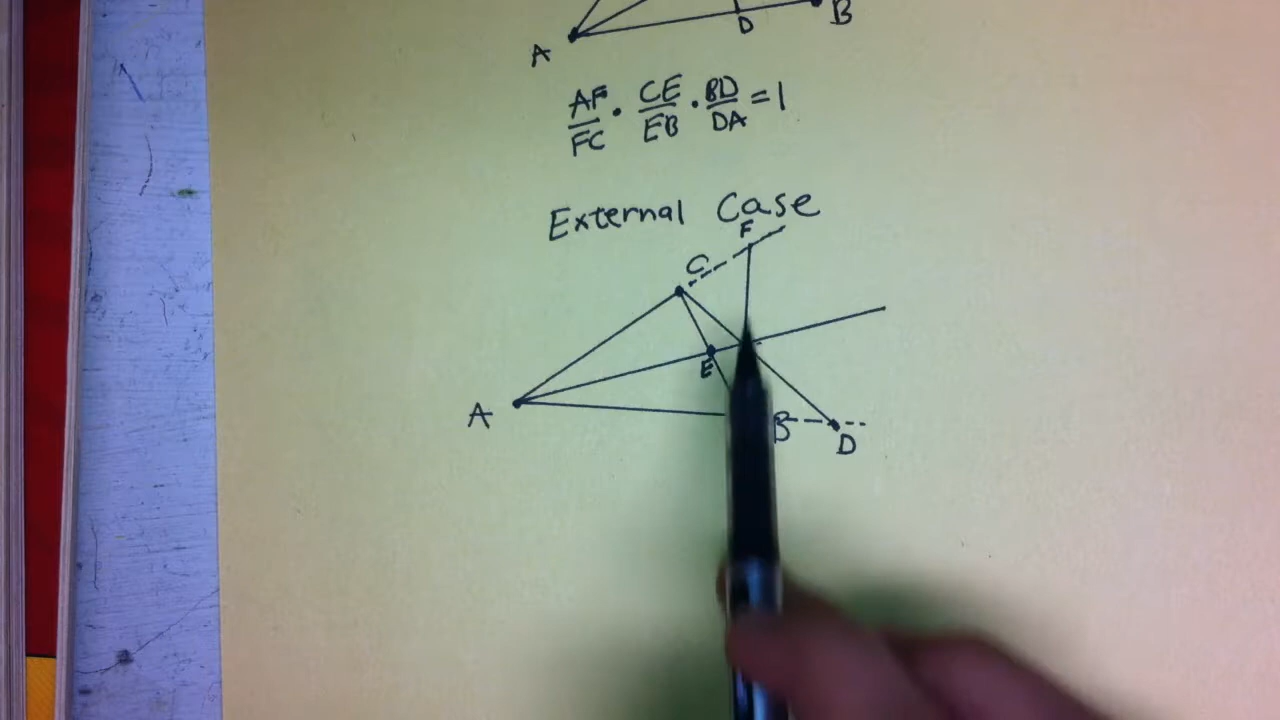 D B
A
AF/FC · CE/EB · BD/DA = 1
External Case
F
C
E
A B D